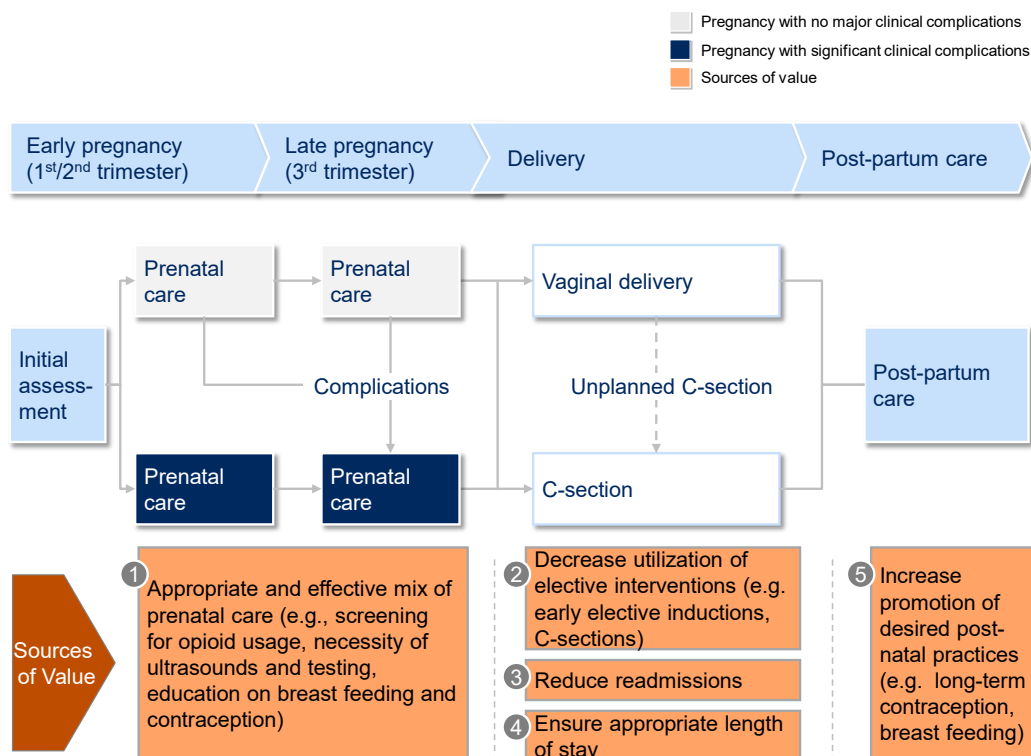 Pregnancy with no major clinical complications
Pregnancy with significant clinical complications
Sources of value
Early pregnancy
(1st/2nd trimester)
Late pregnancy
(3rd trimester)
Delivery
Post-partum care
Prenatal
care
Prenatal
care
Vaginal delivery
Initial
assess-
ment
Complications
Unplanned C-section
Post-partum
care
Prenatal
care
Prenatal
care
C-section
Sources
of Value
1
Appropriate and effective mix of
prenatal care (e.g., screening
for opioid usage, necessity of
ultrasounds and testing,
education on breast feeding and
contraception)
2
Decrease utilization of
elective interventions (e.g.
early elective inductions,
C-sections)
3
Reduce readmissions
4
Ensure appropriate length
of stay
5
Increase
promotion of
desired post-
natal practices
(e.g. long-term
contraception,
breast feeding)